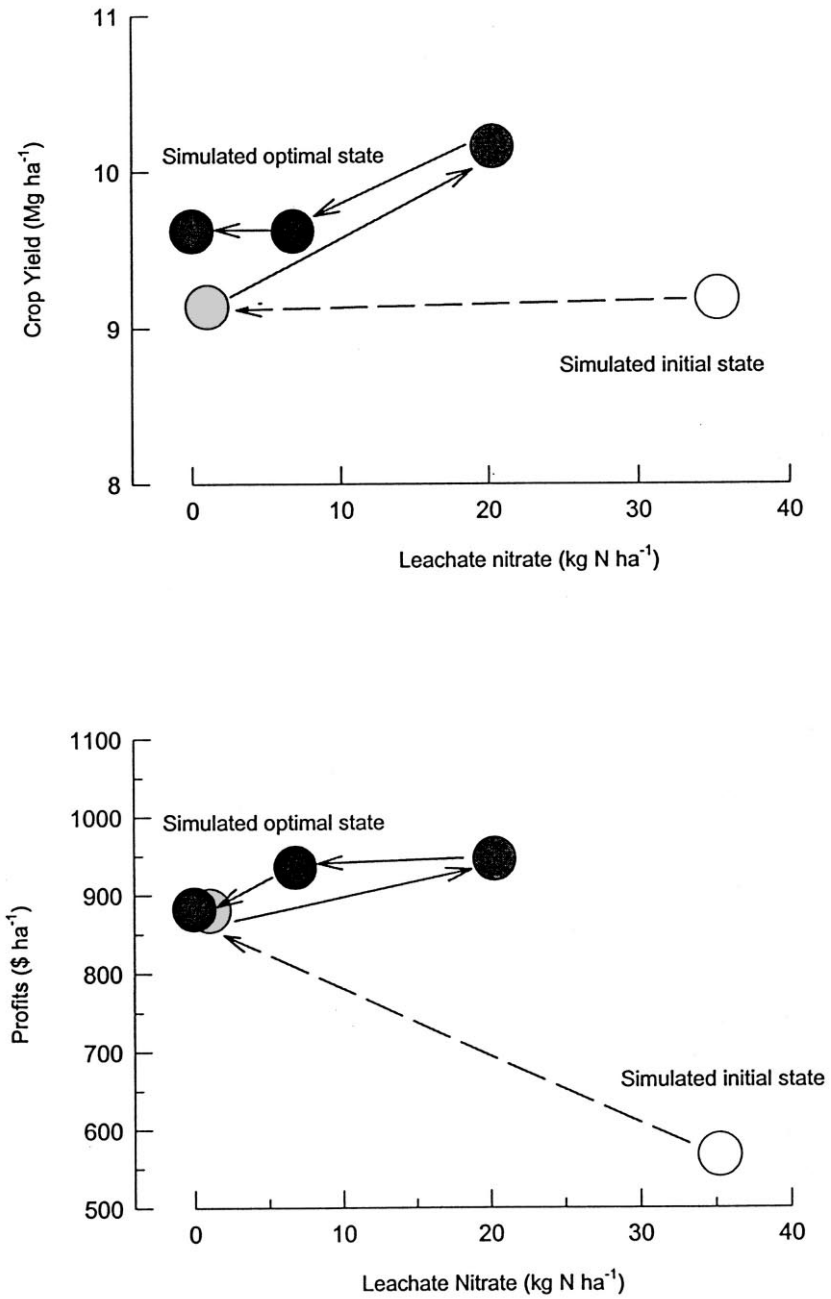 11
10
9
8
Crop Yield (Mg ha⁻¹)
Simulated optimal state
Simulated initial state
0 10 20 30 40
Leachate nitrate (kg N ha⁻¹)
1100
1000
900
800
700
600
500
Profits ($ ha⁻¹)
Simulated optimal state
Simulated initial state
0 10 20 30 40
Leachate Nitrate (kg N ha⁻¹)